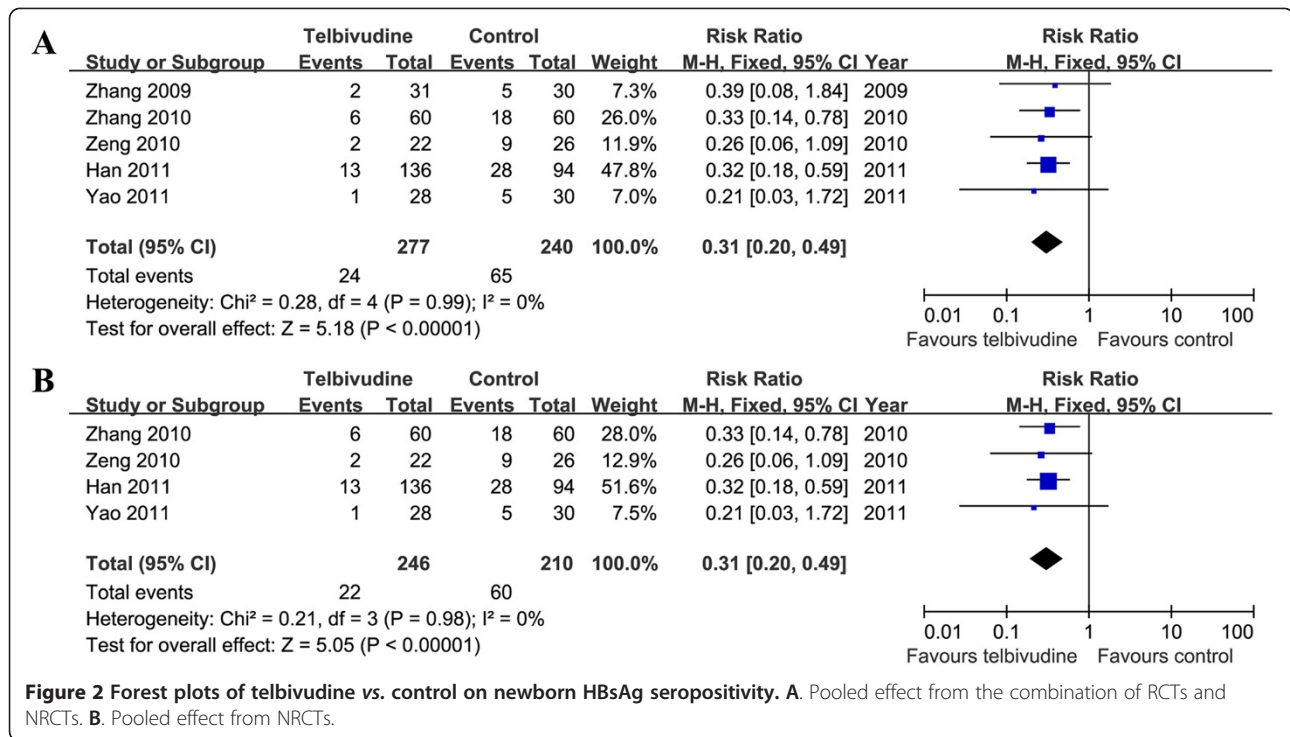 A
Telbivudine Control Risk Ratio Risk Ratio
Study or Subgroup Events Total Events Total Weight M-H, Fixed, 95% CI Year M-H, Fixed, 95% CI
Zhang 2009 2 31 5 30 7.3% 0.39 [0.08, 1.84] 2009
Zhang 2010 6 60 18 60 26.0% 0.33 [0.14, 0.78] 2010
Zeng 2010 2 22 9 26 11.9% 0.26 [0.06, 1.09] 2010
Han 2011 13 136 28 94 47.8% 0.32 [0.18, 0.59] 2011
Yao 2011 1 28 5 30 7.0% 0.21 [0.03, 1.72] 2011
Total (95% CI) 277 240 100.0% 0.31 [0.20, 0.49]
Total events 24 65
Heterogeneity: Chi² = 0.28, df = 4 (P = 0.99); I² = 0%
Test for overall effect: Z = 5.18 (P < 0.00001)
0.01 0.1 1 10 100
Favours telbivudine Favours control
B
Telbivudine Control Risk Ratio Risk Ratio
Study or Subgroup Events Total Events Total Weight M-H, Fixed, 95% CI Year M-H, Fixed, 95% CI
Zhang 2010 6 60 18 60 28.0% 0.33 [0.14, 0.78] 2010
Zeng 2010 2 22 9 26 12.9% 0.26 [0.06, 1.09] 2010
Han 2011 13 136 28 94 51.6% 0.32 [0.18, 0.59] 2011
Yao 2011 1 28 5 30 7.5% 0.21 [0.03, 1.72] 2011
Total (95% CI) 246 210 100.0% 0.31 [0.20, 0.49]
Total events 22 60
Heterogeneity: Chi² = 0.21, df = 3 (P = 0.98); I² = 0%
Test for overall effect: Z = 5.05 (P < 0.00001)
0.01 0.1 1 10 100
Favours telbivudine Favours control
Figure 2 Forest plots of telbivudine vs. control on newborn HBsAg seropositivity. A. Pooled effect from the combination of RCTs and
NRCTs. B. Pooled effect from NRCTs.